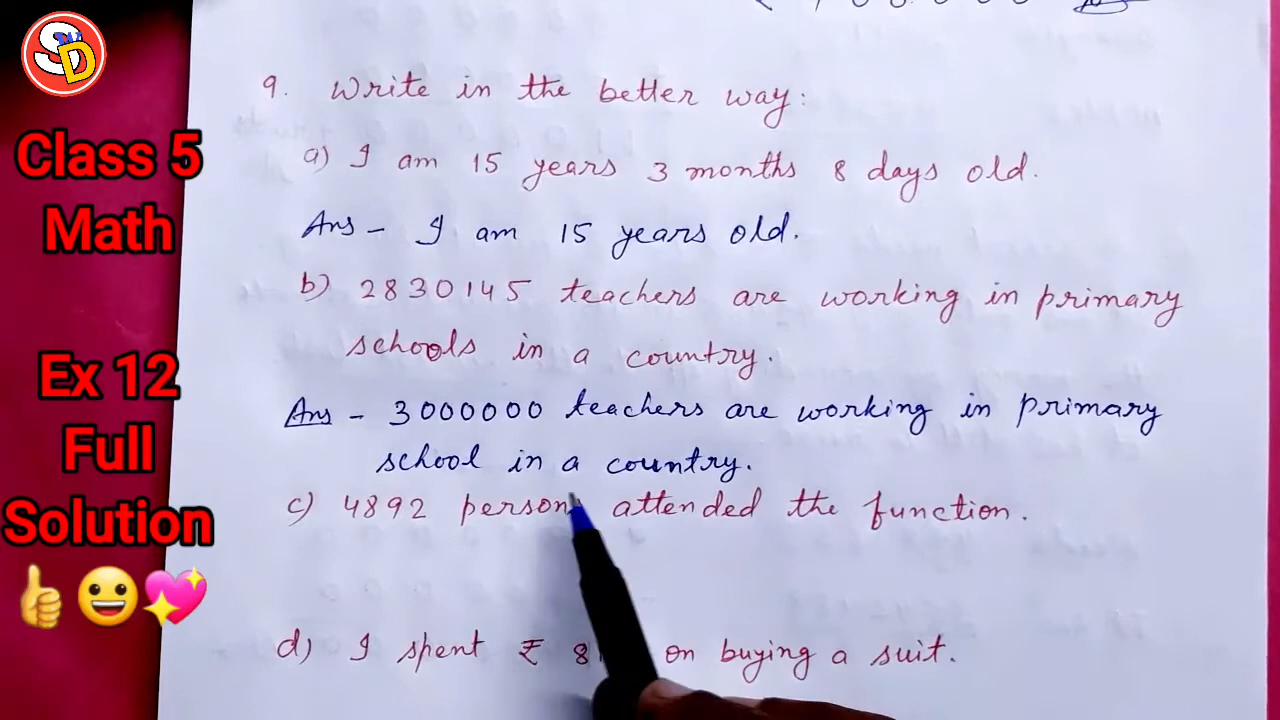 SD
Class 5
Math
Ex 12
Full
Solution
9. Write in the better way:
a) I am 15 years 3 months 8 days old.
Ans - I am 15 years old.
b) 2830145 teachers are working in primary
schools in a country.
Ans - 3000000 teachers are working in primary
school in a country.
c) 4892 persons attended the function.
d) I spent ₹ 8 on buying a suit.